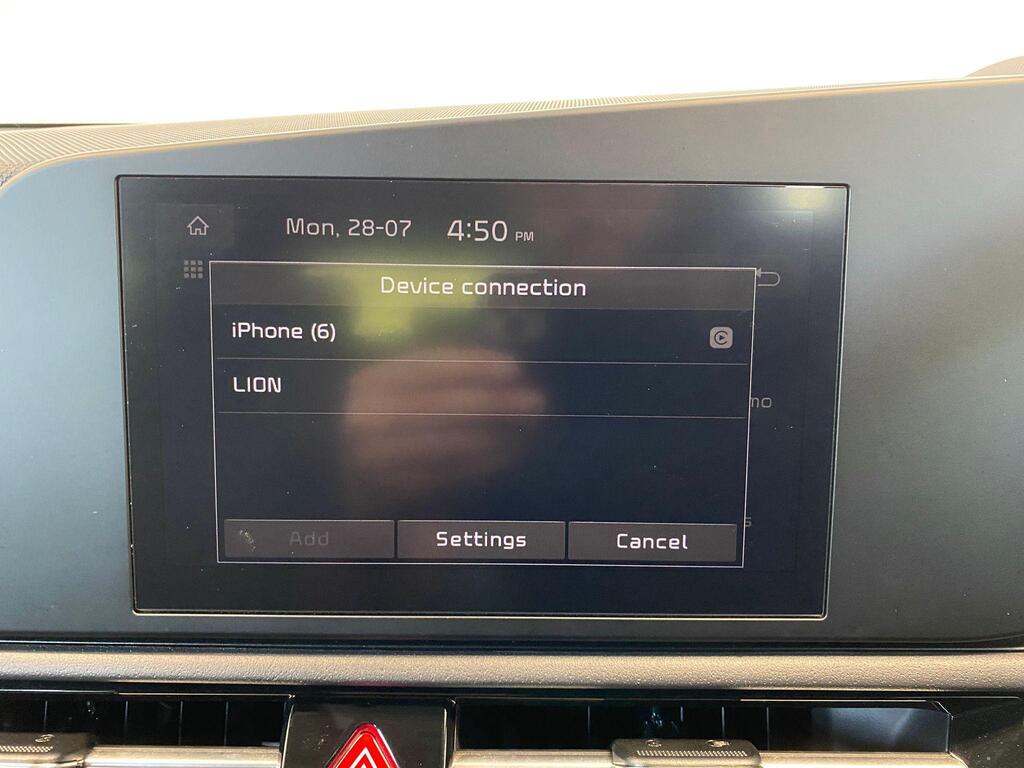 Mon, 28-07 4:50 PM
Device connection
iPhone (6)
LION
Add Settings Cancel